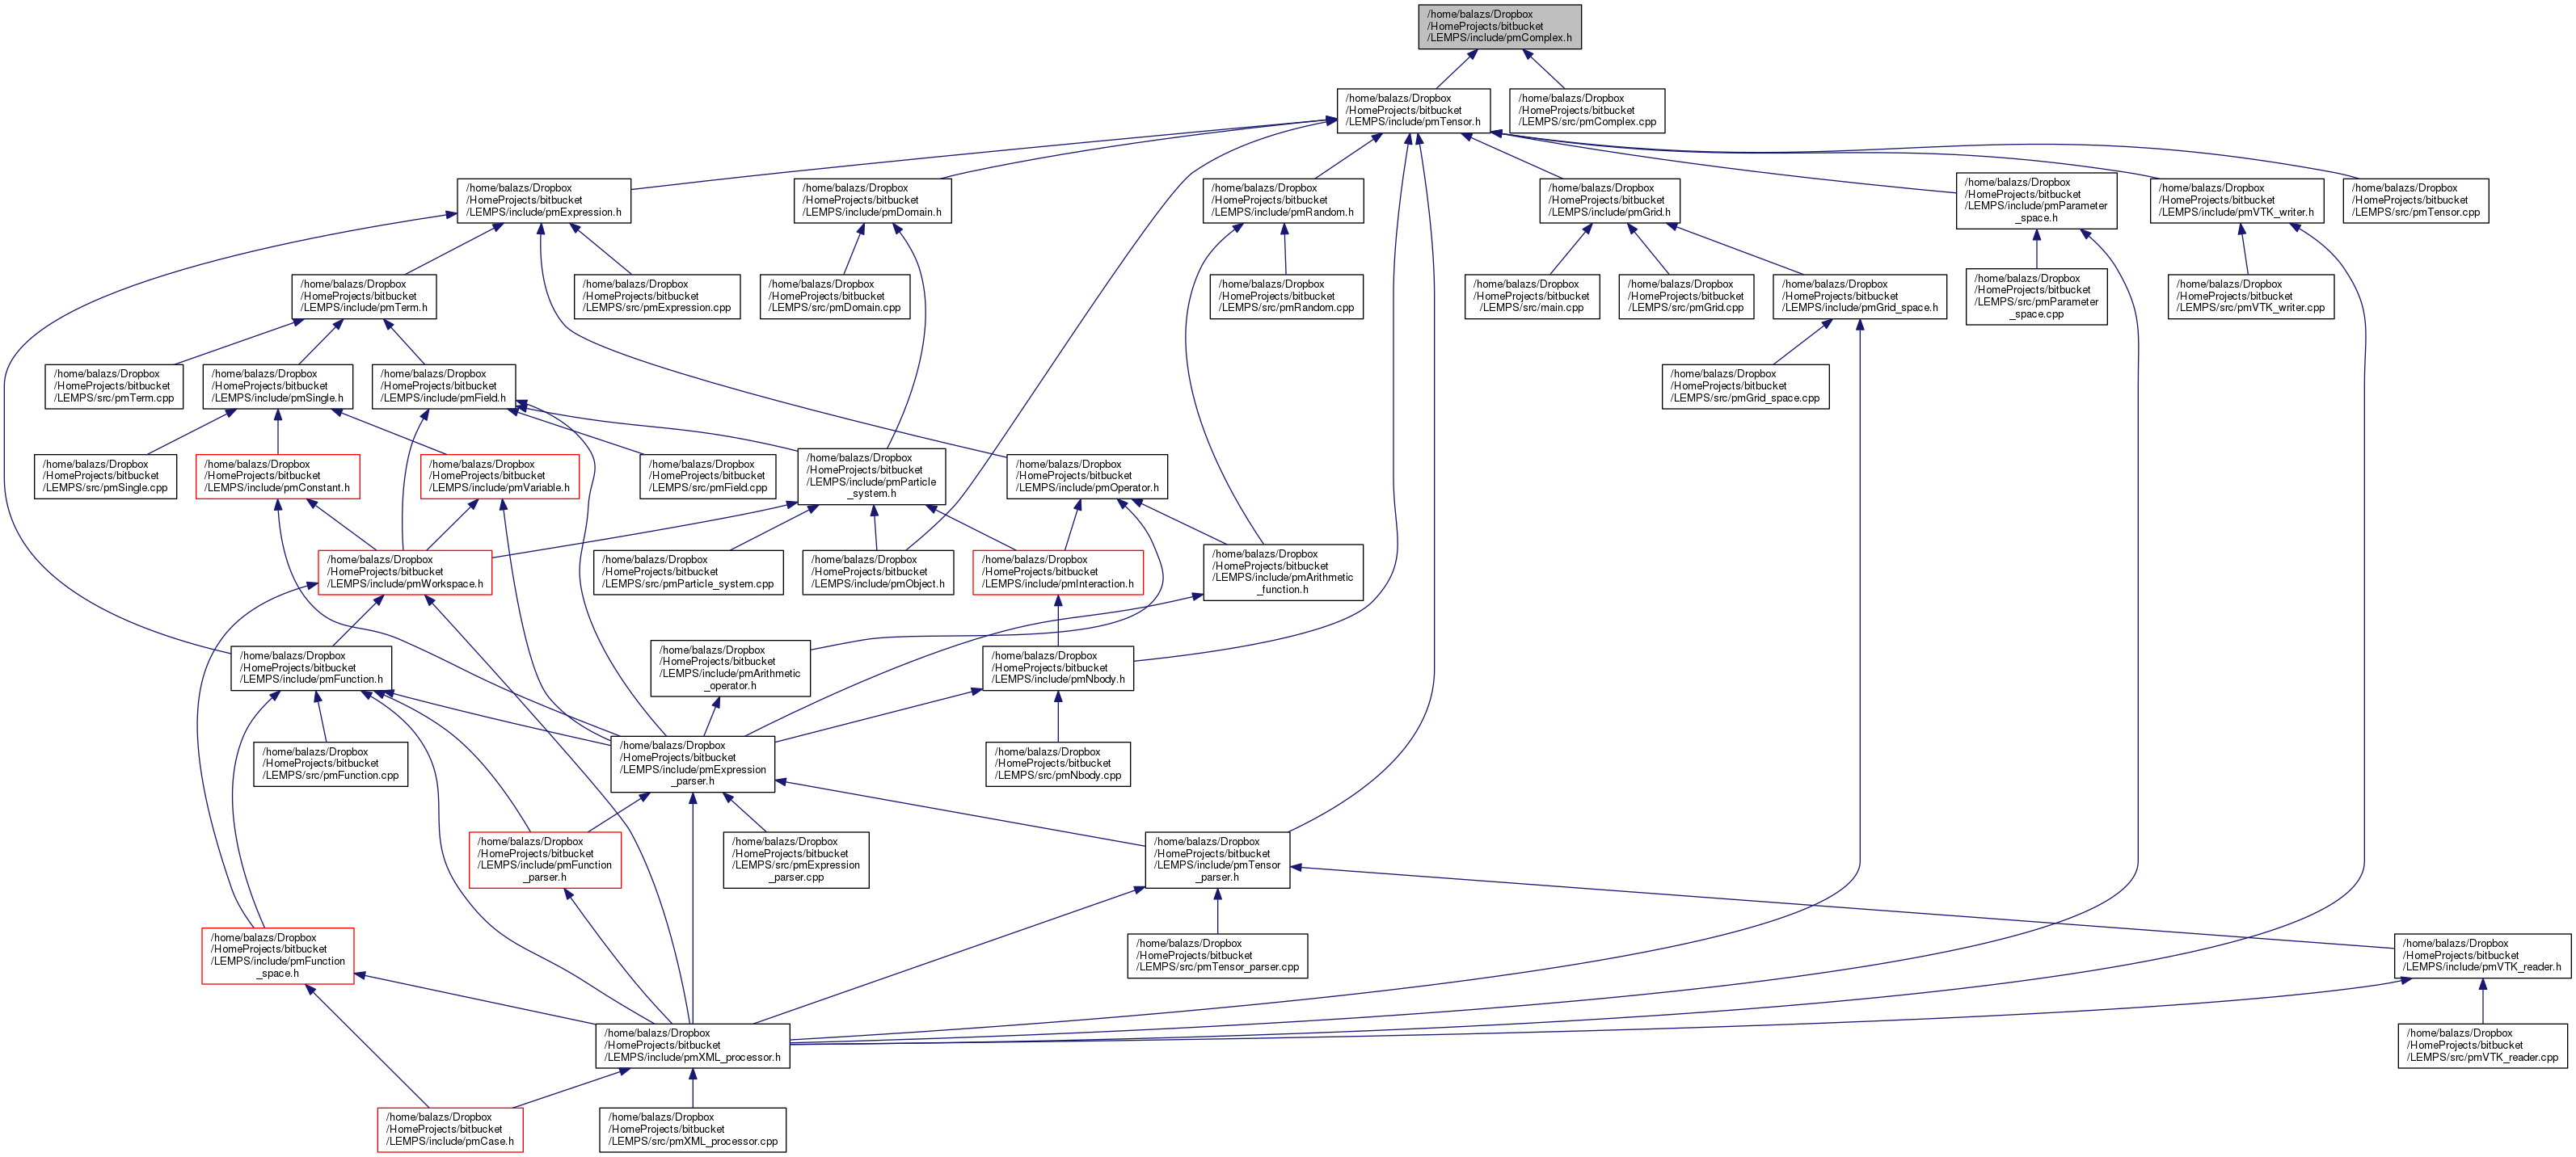 /home/balazs/Dropbox
/HomeProjects/bitbucket
/LEMPS/include/pmComplex.h
/home/balazs/Dropbox
/HomeProjects/bitbucket
/LEMPS/include/pmTensor.h
/home/balazs/Dropbox
/HomeProjects/bitbucket
/LEMPS/src/pmComplex.cpp
/home/balazs/Dropbox
/HomeProjects/bitbucket
/LEMPS/include/pmExpression.h
/home/balazs/Dropbox
/HomeProjects/bitbucket
/LEMPS/include/pmDomain.h
/home/balazs/Dropbox
/HomeProjects/bitbucket
/LEMPS/include/pmRandom.h
/home/balazs/Dropbox
/HomeProjects/bitbucket
/LEMPS/include/pmGrid.h
/home/balazs/Dropbox
/HomeProjects/bitbucket
/LEMPS/include/pmParameter
_space.h
/home/balazs/Dropbox
/HomeProjects/bitbucket
/LEMPS/include/pmVTK_writer.h
/home/balazs/Dropbox
/HomeProjects/bitbucket
/LEMPS/src/pmTensor.cpp
/home/balazs/Dropbox
/HomeProjects/bitbucket
/LEMPS/include/pmTerm.h
/home/balazs/Dropbox
/HomeProjects/bitbucket
/LEMPS/src/pmExpression.cpp
/home/balazs/Dropbox
/HomeProjects/bitbucket
/LEMPS/src/pmDomain.cpp
/home/balazs/Dropbox
/HomeProjects/bitbucket
/LEMPS/src/pmRandom.cpp
/home/balazs/Dropbox
/HomeProjects/bitbucket
/LEMPS/src/main.cpp
/home/balazs/Dropbox
/HomeProjects/bitbucket
/LEMPS/src/pmGrid.cpp
/home/balazs/Dropbox
/HomeProjects/bitbucket
/LEMPS/include/pmGrid_space.h
/home/balazs/Dropbox
/HomeProjects/bitbucket
/LEMPS/src/pmParameter
_space.cpp
/home/balazs/Dropbox
/HomeProjects/bitbucket
/LEMPS/src/pmVTK_writer.cpp
/home/balazs/Dropbox
/HomeProjects/bitbucket
/LEMPS/src/pmTerm.cpp
/home/balazs/Dropbox
/HomeProjects/bitbucket
/LEMPS/include/pmSingle.h
/home/balazs/Dropbox
/HomeProjects/bitbucket
/LEMPS/include/pmField.h
/home/balazs/Dropbox
/HomeProjects/bitbucket
/LEMPS/src/pmGrid_space.cpp
/home/balazs/Dropbox
/HomeProjects/bitbucket
/LEMPS/src/pmSingle.cpp
/home/balazs/Dropbox
/HomeProjects/bitbucket
/LEMPS/include/pmConstant.h
/home/balazs/Dropbox
/HomeProjects/bitbucket
/LEMPS/include/pmVariable.h
/home/balazs/Dropbox
/HomeProjects/bitbucket
/LEMPS/src/pmField.cpp
/home/balazs/Dropbox
/HomeProjects/bitbucket
/LEMPS/include/pmParticle
_system.h
/home/balazs/Dropbox
/HomeProjects/bitbucket
/LEMPS/include/pmOperator.h
/home/balazs/Dropbox
/HomeProjects/bitbucket
/LEMPS/include/pmWorkspace.h
/home/balazs/Dropbox
/HomeProjects/bitbucket
/LEMPS/src/pmParticle_system.cpp
/home/balazs/Dropbox
/HomeProjects/bitbucket
/LEMPS/include/pmObject.h
/home/balazs/Dropbox
/HomeProjects/bitbucket
/LEMPS/include/pmInteraction.h
/home/balazs/Dropbox
/HomeProjects/bitbucket
/LEMPS/include/pmArithmetic
_function.h
/home/balazs/Dropbox
/HomeProjects/bitbucket
/LEMPS/include/pmFunction.h
/home/balazs/Dropbox
/HomeProjects/bitbucket
/LEMPS/include/pmArithmetic
_operator.h
/home/balazs/Dropbox
/HomeProjects/bitbucket
/LEMPS/include/pmNbody.h
/home/balazs/Dropbox
/HomeProjects/bitbucket
/LEMPS/src/pmFunction.cpp
/home/balazs/Dropbox
/HomeProjects/bitbucket
/LEMPS/include/pmExpression
_parser.h
/home/balazs/Dropbox
/HomeProjects/bitbucket
/LEMPS/src/pmNbody.cpp
/home/balazs/Dropbox
/HomeProjects/bitbucket
/LEMPS/include/pmFunction
_parser.h
/home/balazs/Dropbox
/HomeProjects/bitbucket
/LEMPS/src/pmExpression
_parser.cpp
/home/balazs/Dropbox
/HomeProjects/bitbucket
/LEMPS/include/pmTensor
_parser.h
/home/balazs/Dropbox
/HomeProjects/bitbucket
/LEMPS/include/pmFunction
_space.h
/home/balazs/Dropbox
/HomeProjects/bitbucket
/LEMPS/src/pmTensor_parser.cpp
/home/balazs/Dropbox
/HomeProjects/bitbucket
/LEMPS/include/pmVTK_reader.h
/home/balazs/Dropbox
/HomeProjects/bitbucket
/LEMPS/include/pmXML_processor.h
/home/balazs/Dropbox
/HomeProjects/bitbucket
/LEMPS/src/pmVTK_reader.cpp
/home/balazs/Dropbox
/HomeProjects/bitbucket
/LEMPS/include/pmCase.h
/home/balazs/Dropbox
/HomeProjects/bitbucket
/LEMPS/src/pmXML_processor.cpp